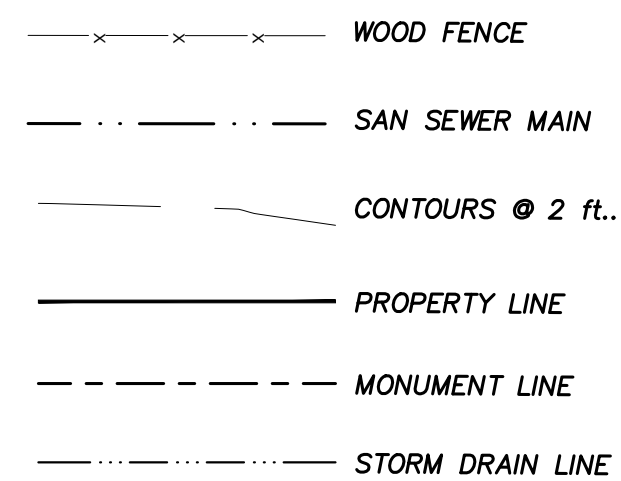 WOOD FENCE
SAN SEWER MAIN
CONTOURS @ 2 ft..
PROPERTY LINE
MONUMENT LINE
STORM DRAIN LINE